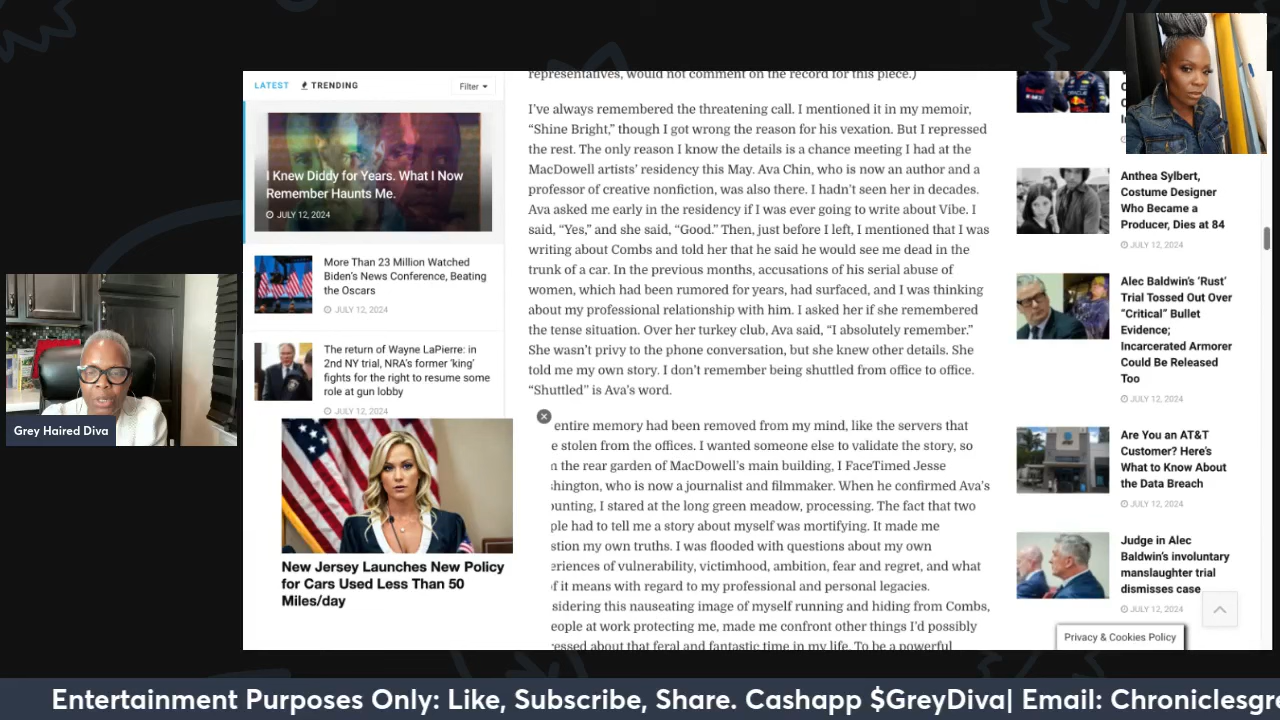 LATEST
TRENDING
Filter
I Knew Diddy for Years. What I Now
Remember Haunts Me.
JULY 12, 2024
More Than 23 Million Watched
Biden's News Conference, Beating
the Oscars
JULY 12, 2024
The return of Wayne LaPierre: in
2nd NY trial, NRA's former 'king'
fights for the right to resume some
role at gun lobby
JULY 12, 2024
New Jersey Launches New Policy
for Cars Used Less Than 50
Miles/day
Grey Haired Diva
representatives, would not comment on the record for this piece.)
I've always remembered the threatening call. I mentioned it in my memoir,
“Shine Bright,” though I got wrong the reason for his vexation. But I repressed
the rest. The only reason I know the details is a chance meeting I had at the
MacDowell artists' residency this May. Ava Chin, who is now an author and a
professor of creative nonfiction, was also there. I hadn't seen her in decades.
Ava asked me early in the residency if I was ever going to write about Vibe. I
said, “Yes,” and she said, “Good.” Then, just before I left, I mentioned that I was
writing about Combs and told her that he said he would see me dead in the
trunk of a car. In the previous months, accusations of his serial abuse of
women, which had been rumored for years, had surfaced, and I was thinking
about my professional relationship with him. I asked her if she remembered
the tense situation. Over her turkey club, Ava said, “I absolutely remember.”
She wasn't privy to the phone conversation, but she knew other details. She
told me my own story. I don't remember being shuttled from office to office.
“Shuttled” is Ava's word.
entire memory had been removed from my mind, like the servers that
e stolen from the offices. I wanted someone else to validate the story, so
n the rear garden of MacDowell's main building, I FaceTimed Jesse
hington, who is now a journalist and filmmaker. When he confirmed Ava's
ounting, I stared at the long green meadow, processing. The fact that two
ple had to tell me a story about myself was mortifying. It made me
stion my own truths. I was flooded with questions about my own
eriences of vulnerability, victimhood, ambition, fear and regret, and what
of it means with regard to my professional and personal legacies.
sidering this nauseating image of myself running and hiding from Combs,
eople at work protecting me, made me confront other things I'd possibly
ressed about that feral and fantastic time in my life. To be a powerful
Anthea Sylbert,
Costume Designer
Who Became a
Producer, Dies at 84
JULY 12, 2024
Alec Baldwin's 'Rust'
Trial Tossed Out Over
“Critical” Bullet
Evidence;
Incarcerated Armorer
Could Be Released
Too
JULY 12, 2024
Are You an AT&T
Customer? Here's
What to Know About
the Data Breach
JULY 12, 2024
Judge in Alec
Baldwin's involuntary
manslaughter trial
dismisses case
JULY 12, 2024
Privacy & Cookies Policy
Entertainment Purposes Only: Like, Subscribe, Share. Cashapp $GreyDiva| Email: Chroniclesgr